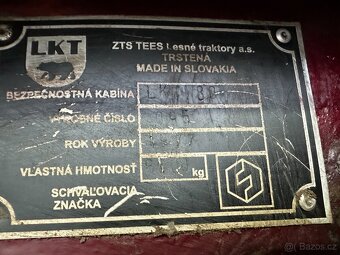 LKT
ZTS TEES Lesné traktory a.s.
TRSTENÁ
MADE IN SLOVAKIA
BEZPEČNOSTNÁ KABÍNA
VÝROBNÉ ČÍSLO
ROK VÝROBY
VLASTNÁ HMOTNOSŤ kg
SCHVAĽOVACIA
ZNAČKA
Sbazar.cz